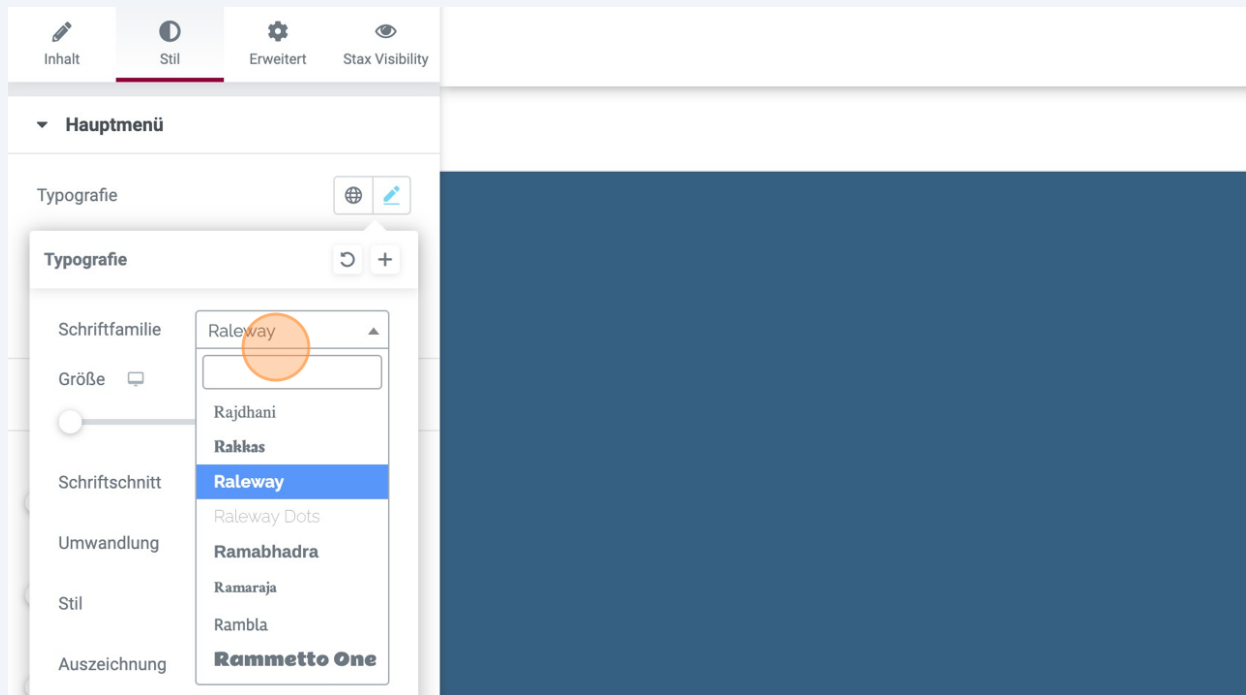 Inhalt Stil Erweitert Stax Visibility
Hauptmenü
Typografie
Typografie
Schriftfamilie Raleway
Größe
Rajdhani
Rakkas
Schriftschnitt Raleway
Raleway Dots
Umwandlung Ramabhadra
Ramaraja
Stil
Rambla
Auszeichnung Rammetto One